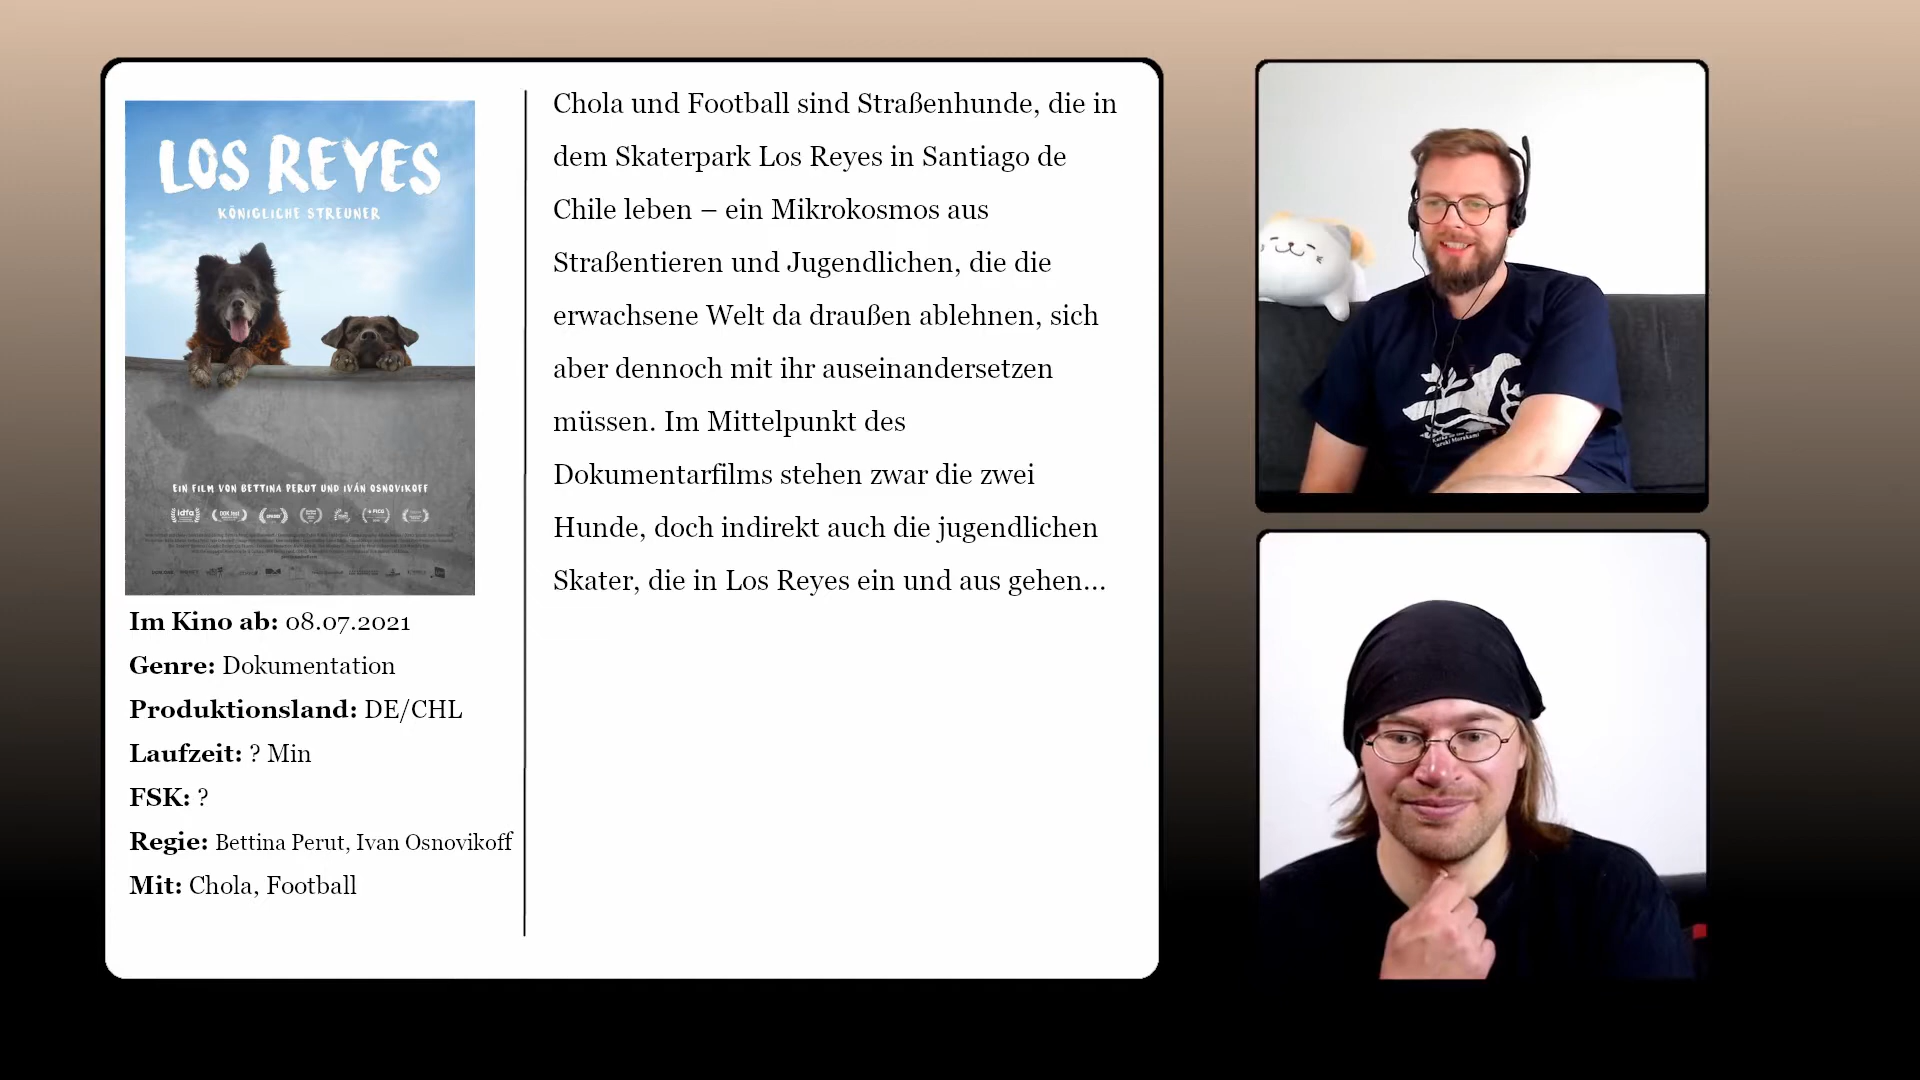 LOS REYES
KÖNIGLICHE STREUNER
EIN FILM VON BETTINA PERUT UND IVÁN OSNOVIKOFF
idfa
Im Kino ab: 08.07.2021
Genre: Dokumentation
Produktionsland: DE/CHL
Laufzeit: ? Min
FSK: ?
Regie: Bettina Perut, Ivan Osnovikoff
Mit: Chola, Football
Chola und Football sind Straßenhunde, die in
dem Skaterpark Los Reyes in Santiago de
Chile leben – ein Mikrokosmos aus
Straßentieren und Jugendlichen, die die
erwachsene Welt da draußen ablehnen, sich
aber dennoch mit ihr auseinandersetzen
müssen. Im Mittelpunkt des
Dokumentarfilms stehen zwar die zwei
Hunde, doch indirekt auch die jugendlichen
Skater, die in Los Reyes ein und aus gehen...
Haruki Murakami